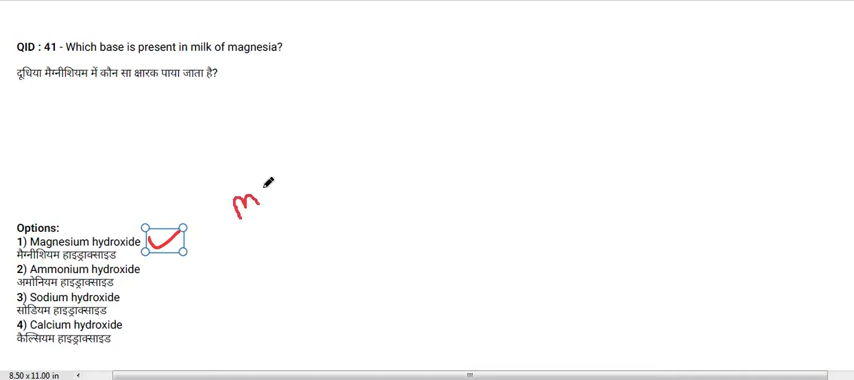 QID : 41 - Which base is present in milk of magnesia?
दूधिया मैग्नीशियम में कौन सा क्षारक पाया जाता है?
m
Options:
1) Magnesium hydroxide
मैग्नीशियम हाइड्राक्साइड
2) Ammonium hydroxide
अमोनियम हाइड्राक्साइड
3) Sodium hydroxide
सोडियम हाइड्राक्साइड
4) Calcium hydroxide
कैल्सियम हाइड्राक्साइड
8.50 x 11.00 in